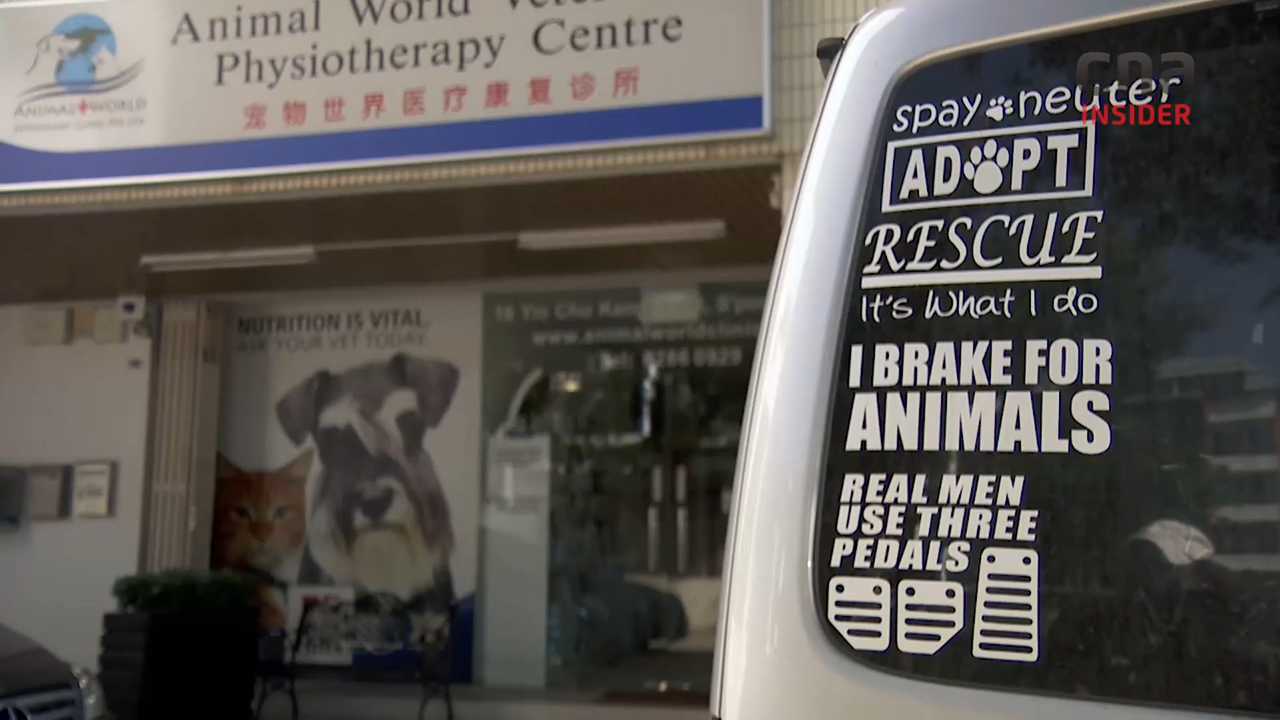 Animal World
Physiotherapy Centre
宠物世界医疗康复诊所
ANIMAL WORLD
NUTRITION IS VITAL.
ASK YOUR VET TODAY
cna
INSIDER
spay neuter
ADOPT
RESCUE
It's What I do
I BRAKE FOR
ANIMALS
REAL MEN
USE THREE
PEDALS